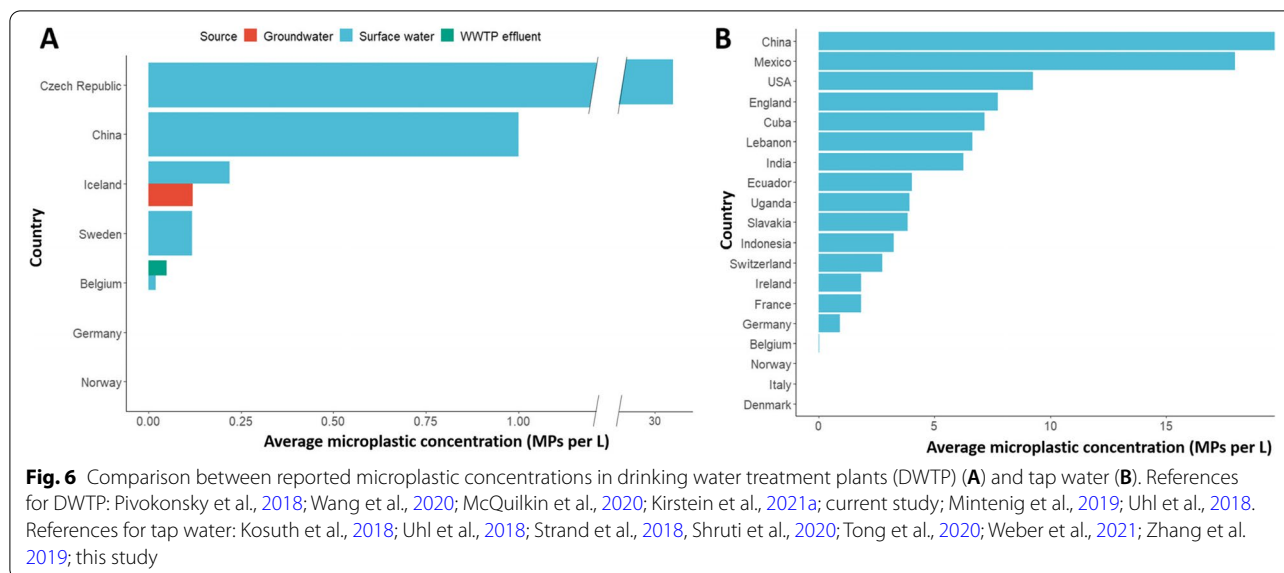 A
Source Groundwater Surface water WWTP effluent
Country
Czech Republic
China
Iceland
Sweden
Belgium
Germany
Norway
0.00 0.25 0.50 0.75 1.00 30
Average microplastic concentration (MPs per L)
B
Country
China
Mexico
USA
England
Cuba
Lebanon
India
Ecuador
Uganda
Slavakia
Indonesia
Switzerland
Ireland
France
Germany
Belgium
Norway
Italy
Denmark
0 5 10 15
Average microplastic concentration (MPs per L)
Fig. 6 Comparison between reported microplastic concentrations in drinking water treatment plants (DWTP) (A) and tap water (B). References
for DWTP: Pivokonsky et al., 2018; Wang et al., 2020; McQuilkin et al., 2020; Kirstein et al., 2021a; current study; Mintenig et al., 2019; Uhl et al., 2018.
References for tap water: Kosuth et al., 2018; Uhl et al., 2018; Strand et al., 2018, Shruti et al., 2020; Tong et al., 2020; Weber et al., 2021; Zhang et al.
2019; this study